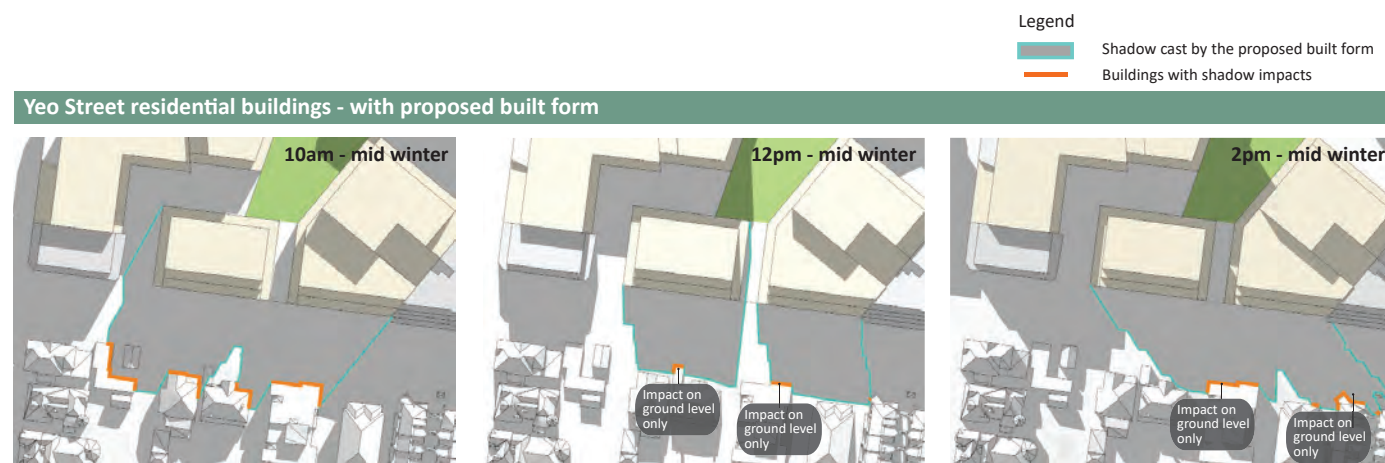 Legend
Shadow cast by the proposed built form
Buildings with shadow impacts
Yeo Street residential buildings - with proposed built form
10am - mid winter
12pm - mid winter
2pm - mid winter
Impact on
ground level
only
Impact on
ground level
only
Impact on
ground level
only
Impact on
ground level
only